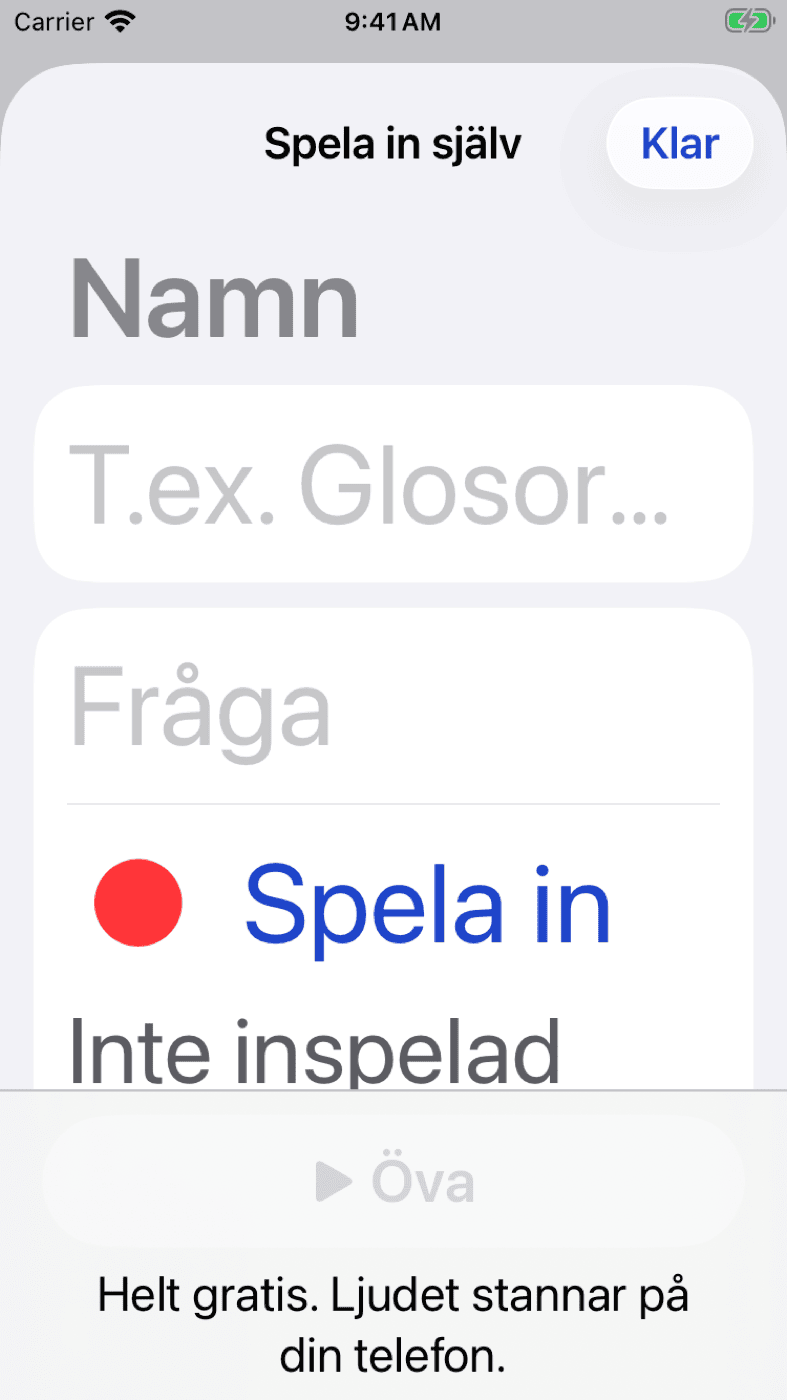 Carrier 9:41 AM
Spela in själv Klar
Namn
T.ex. Glosor…
Fråga
Spela in
Inte inspelad
Öva
Helt gratis. Ljudet stannar på
din telefon.